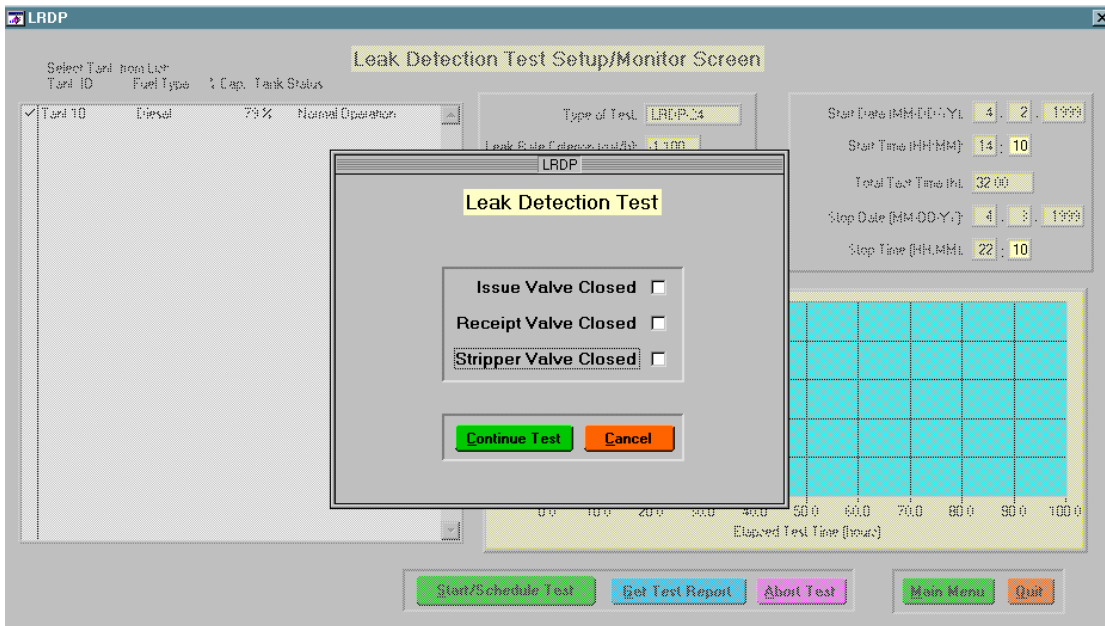 LRDP
Leak Detection Test Setup/Monitor Screen
Select Tank from List:
Tank ID Fuel Type % Cap. Tank Status
Tank 10 Diesel 79 % Normal Operation
Type of Test: LRDP-24
Start Date (MM-DD-YY): 4 - 2 - 1999
Start Time (HH:MM): 14 : 10
Total Test Time (h): 32.00
Stop Date (MM-DD-YY): 4 - 3 - 1999
Stop Time (HH:MM): 22 : 10
LRDP
Leak Detection Test
Issue Valve Closed
Receipt Valve Closed
Stripper Valve Closed
Continue Test Cancel
0.0 10.0 20.0 30.0 40.0 50.0 60.0 70.0 80.0 90.0 100.0
Elapsed Test Time (hours)
Start/Schedule Test Get Test Report Abort Test Main Menu Quit